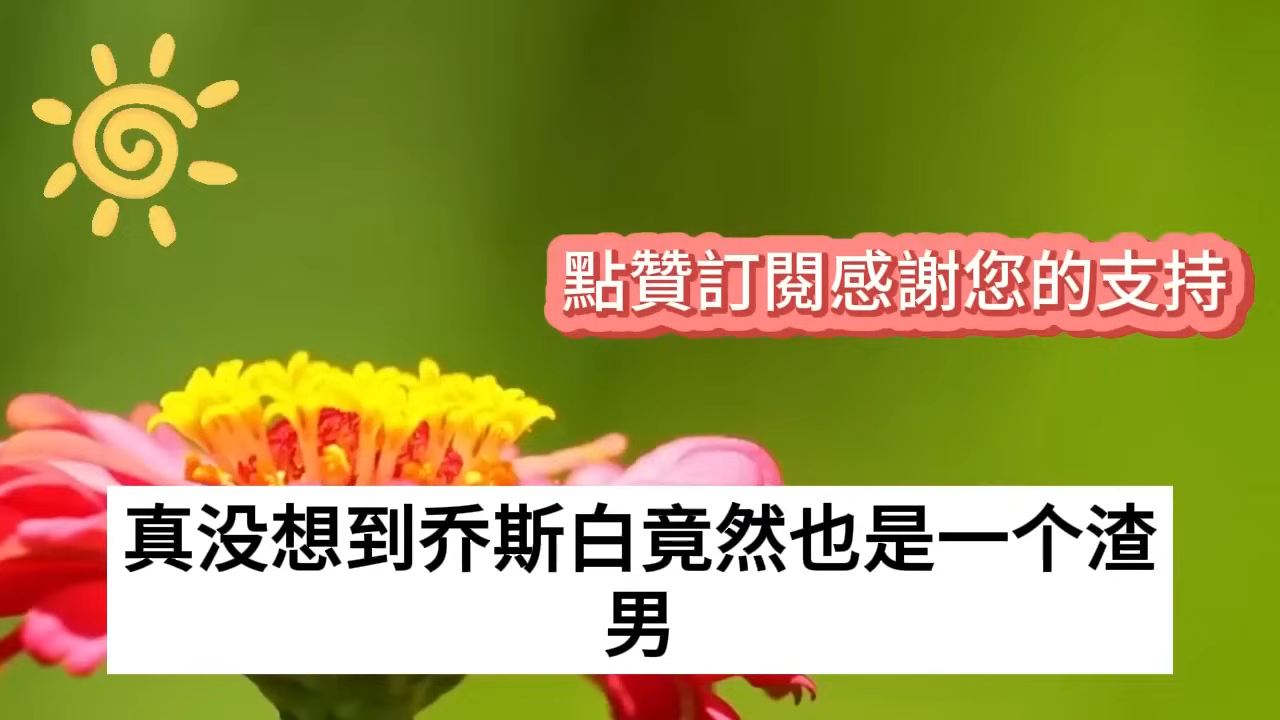 點贊訂閱感謝您的支持
真没想到乔斯白竟然也是一个渣
男